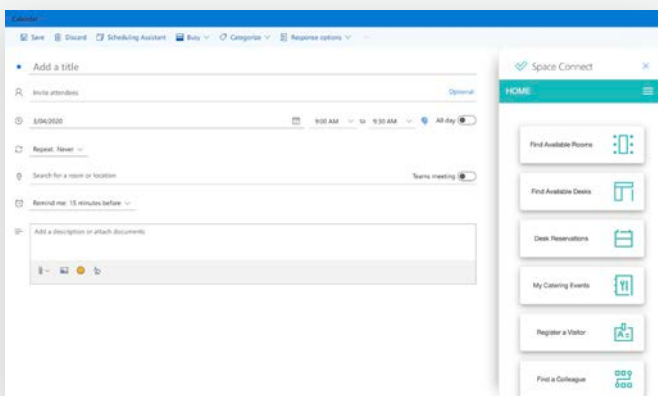 Calendar
Save Discard Scheduling Assistant Busy Categorize Response options
Add a title
Invite attendees Optional
3/04/2020 9:00 AM to 9:30 AM All day
Repeat: Never
Search for a room or location Teams meeting
Remind me: 15 minutes before
Add a description or attach documents
Space Connect
HOME
Find Available Rooms
Find Available Desks
Desk Reservations
My Catering Events
Register a Visitor
Find a Colleague